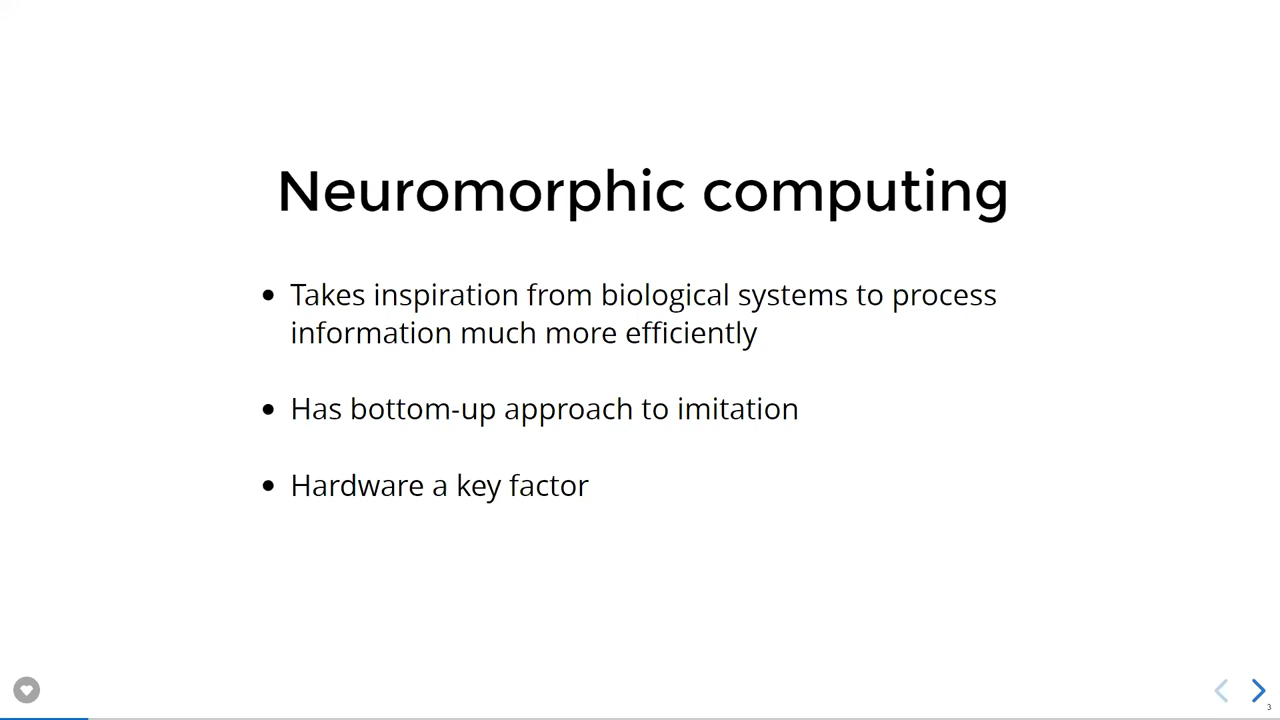 Neuromorphic computing
• Takes inspiration from biological systems to process
information much more efficiently
• Has bottom-up approach to imitation
• Hardware a key factor
3